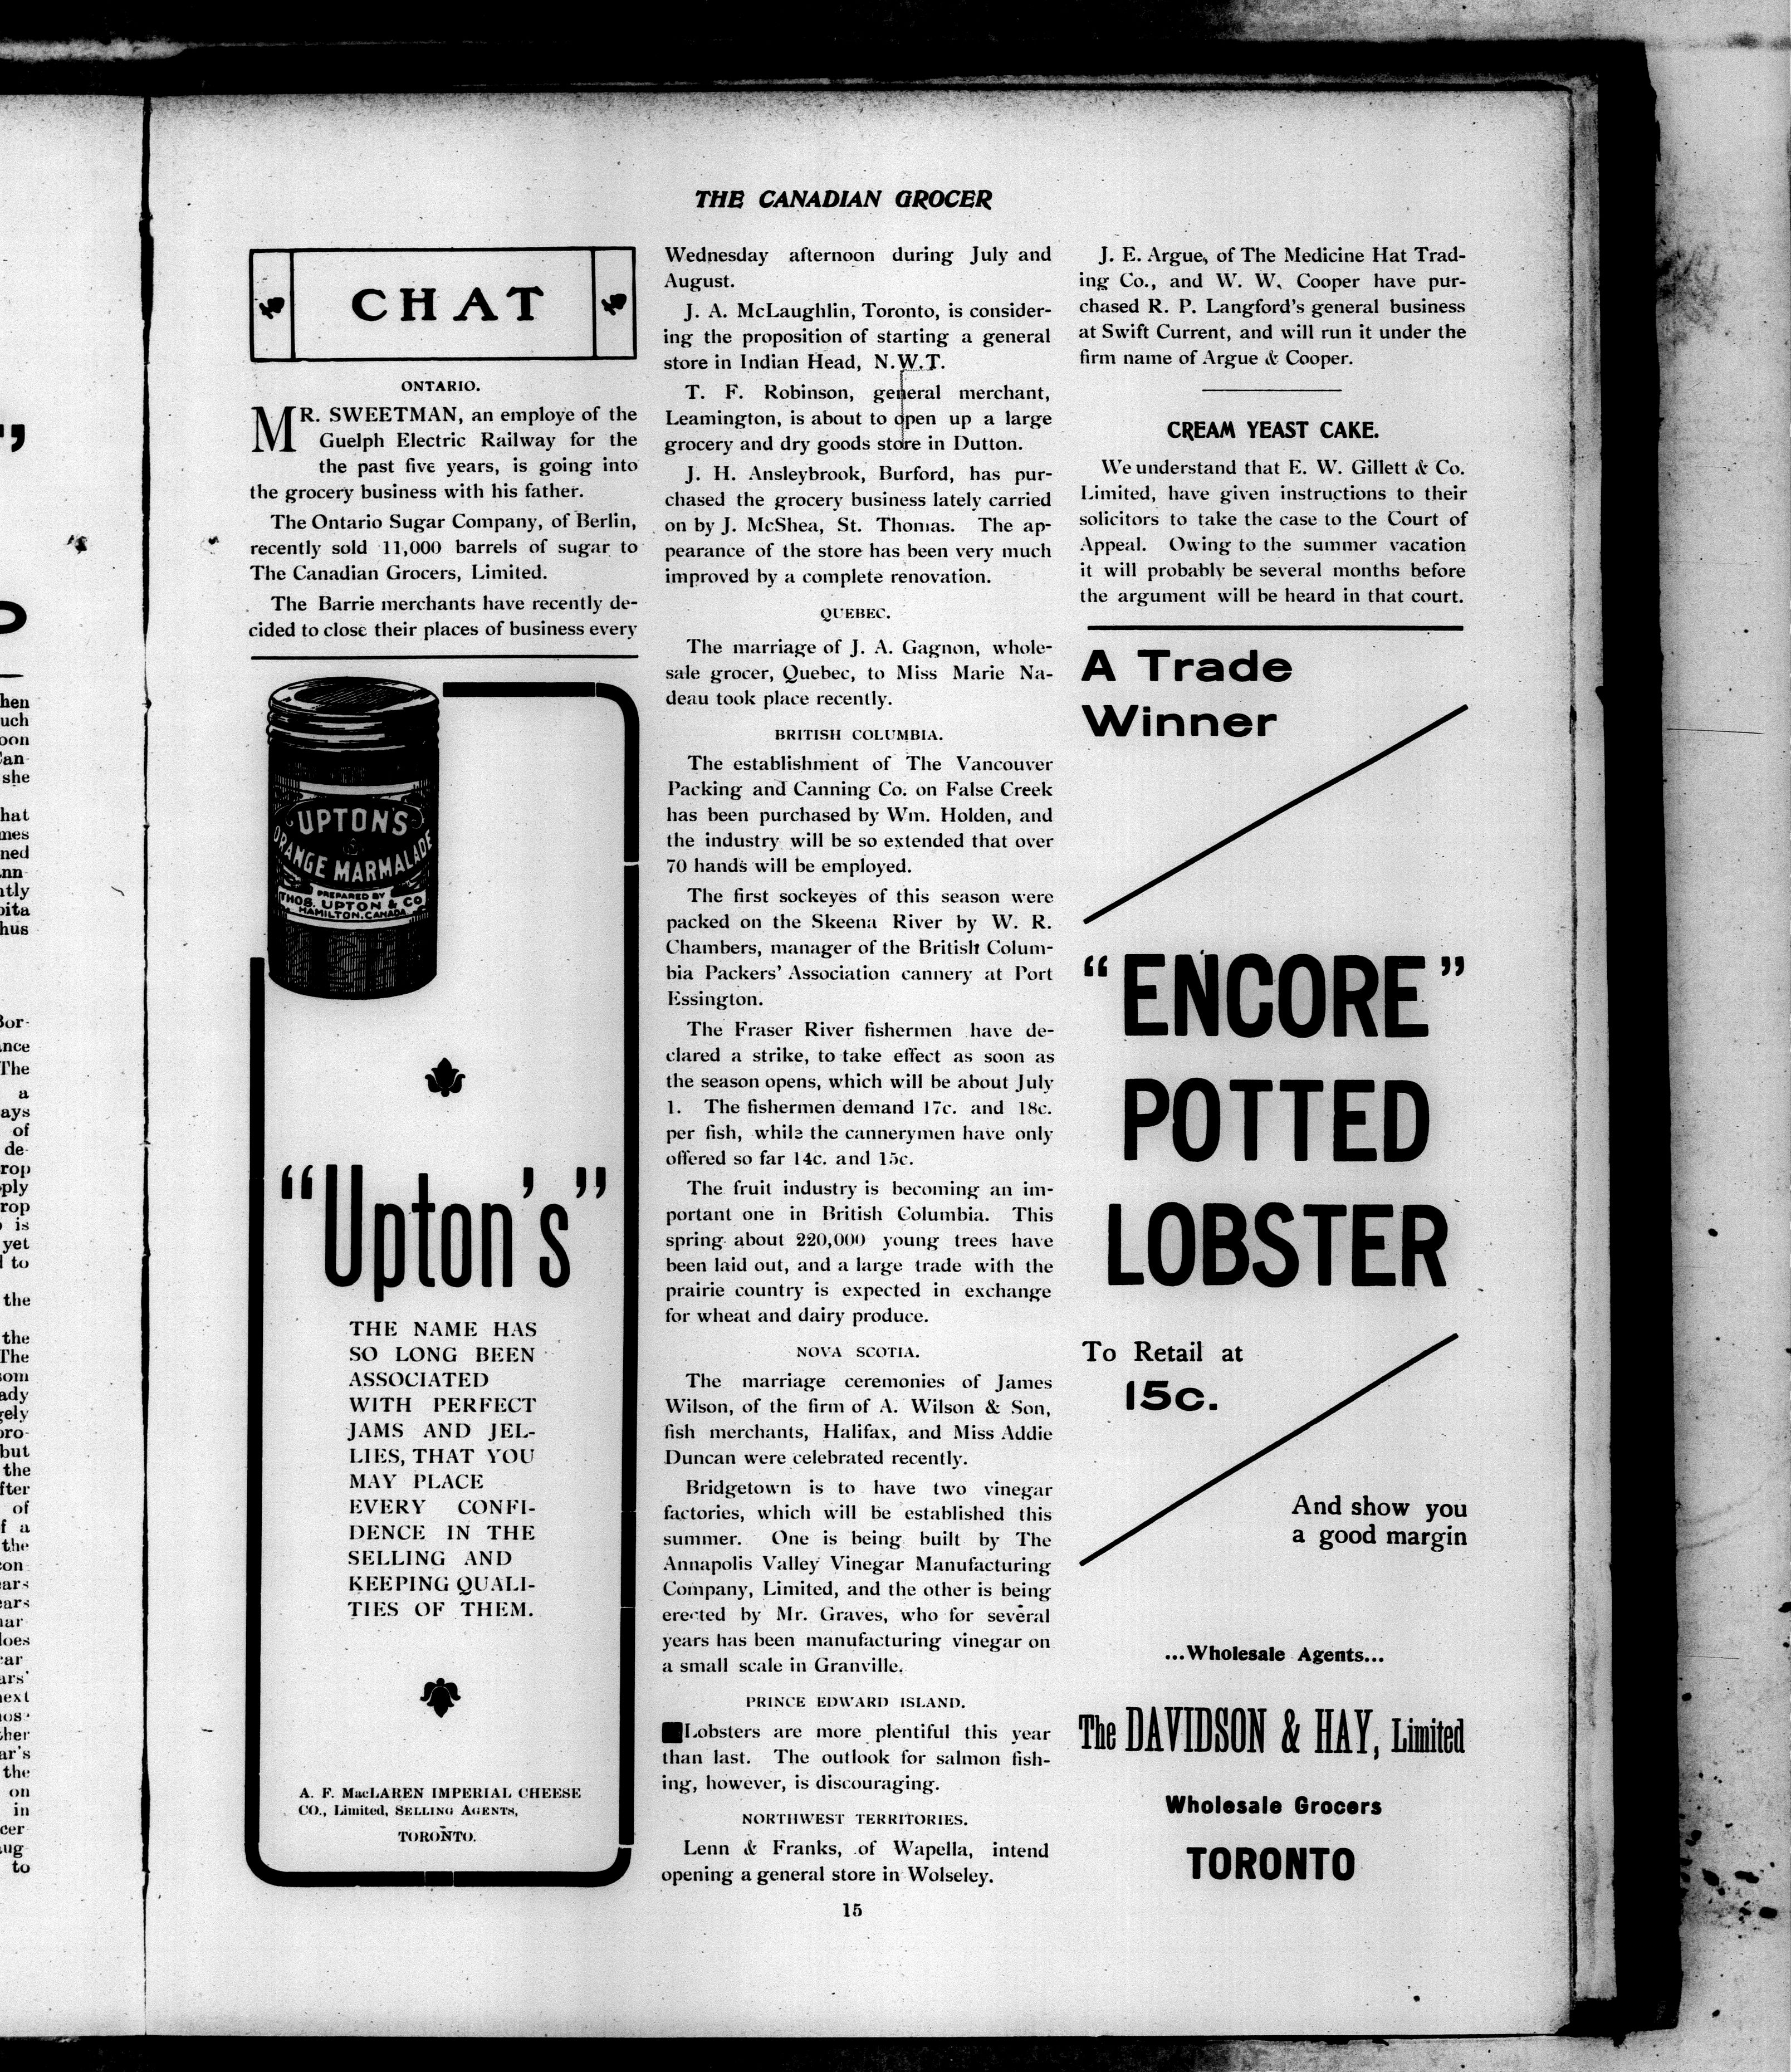 THE CANADIAN GROCER
CHAT
ONTARIO.
MR. SWEETMAN, an employe of the
Guelph Electric Railway for the
the past five years, is going into
the grocery business with his father.
The Ontario Sugar Company, of Berlin,
recently sold 11,000 barrels of sugar to
The Canadian Grocers, Limited.
The Barrie merchants have recently de-
cided to close their places of business every
UPTON'S
ORANGE MARMALADE
PREPARED BY
THOS. UPTON & CO
HAMILTON. CANADA
"Upton's"
THE NAME HAS
SO LONG BEEN
ASSOCIATED
WITH PERFECT
JAMS AND JEL-
LIES, THAT YOU
MAY PLACE
EVERY CONFI-
DENCE IN THE
SELLING AND
KEEPING QUALI-
TIES OF THEM.
A. F. MacLAREN IMPERIAL CHEESE
CO., Limited, SELLING AGENTS,
TORONTO.
Wednesday afternoon during July and
August.
J. A. McLaughlin, Toronto, is consider-
ing the proposition of starting a general
store in Indian Head, N.W.T.
T. F. Robinson, general merchant,
Leamington, is about to open up a large
grocery and dry goods store in Dutton.
J. H. Ansleybrook, Burford, has pur-
chased the grocery business lately carried
on by J. McShea, St. Thomas. The ap-
pearance of the store has been very much
improved by a complete renovation.
QUEBEC.
The marriage of J. A. Gagnon, whole-
sale grocer, Quebec, to Miss Marie Na-
deau took place recently.
BRITISH COLUMBIA.
The establishment of The Vancouver
Packing and Canning Co. on False Creek
has been purchased by Wm. Holden, and
the industry will be so extended that over
70 hands will be employed.
The first sockeyes of this season were
packed on the Skeena River by W. R.
Chambers, manager of the British Colum-
bia Packers' Association cannery at Port
Essington.
The Fraser River fishermen have de-
clared a strike, to take effect as soon as
the season opens, which will be about July
1. The fishermen demand 17c. and 18c.
per fish, while the cannerymen have only
offered so far 14c. and 15c.
The fruit industry is becoming an im-
portant one in British Columbia. This
spring about 220,000 young trees have
been laid out, and a large trade with the
prairie country is expected in exchange
for wheat and dairy produce.
NOVA SCOTIA.
The marriage ceremonies of James
Wilson, of the firm of A. Wilson & Son,
fish merchants, Halifax, and Miss Addie
Duncan were celebrated recently.
Bridgetown is to have two vinegar
factories, which will be established this
summer. One is being built by The
Annapolis Valley Vinegar Manufacturing
Company, Limited, and the other is being
erected by Mr. Graves, who for several
years has been manufacturing vinegar on
a small scale in Granville.
PRINCE EDWARD ISLAND.
Lobsters are more plentiful this year
than last. The outlook for salmon fish-
ing, however, is discouraging.
NORTHWEST TERRITORIES.
Lenn & Franks, of Wapella, intend
opening a general store in Wolseley.
J. E. Argue, of The Medicine Hat Trad-
ing Co., and W. W. Cooper have pur-
chased R. P. Langford's general business
at Swift Current, and will run it under the
firm name of Argue & Cooper.
CREAM YEAST CAKE.
We understand that E. W. Gillett & Co.
Limited, have given instructions to their
solicitors to take the case to the Court of
Appeal. Owing to the summer vacation
it will probably be several months before
the argument will be heard in that court.
A Trade
Winner
"ENCORE"
POTTED
LOBSTER
To Retail at
15c.
And show you
a good margin
...Wholesale Agents...
The DAVIDSON & HAY, Limited
Wholesale Grocers
TORONTO
15